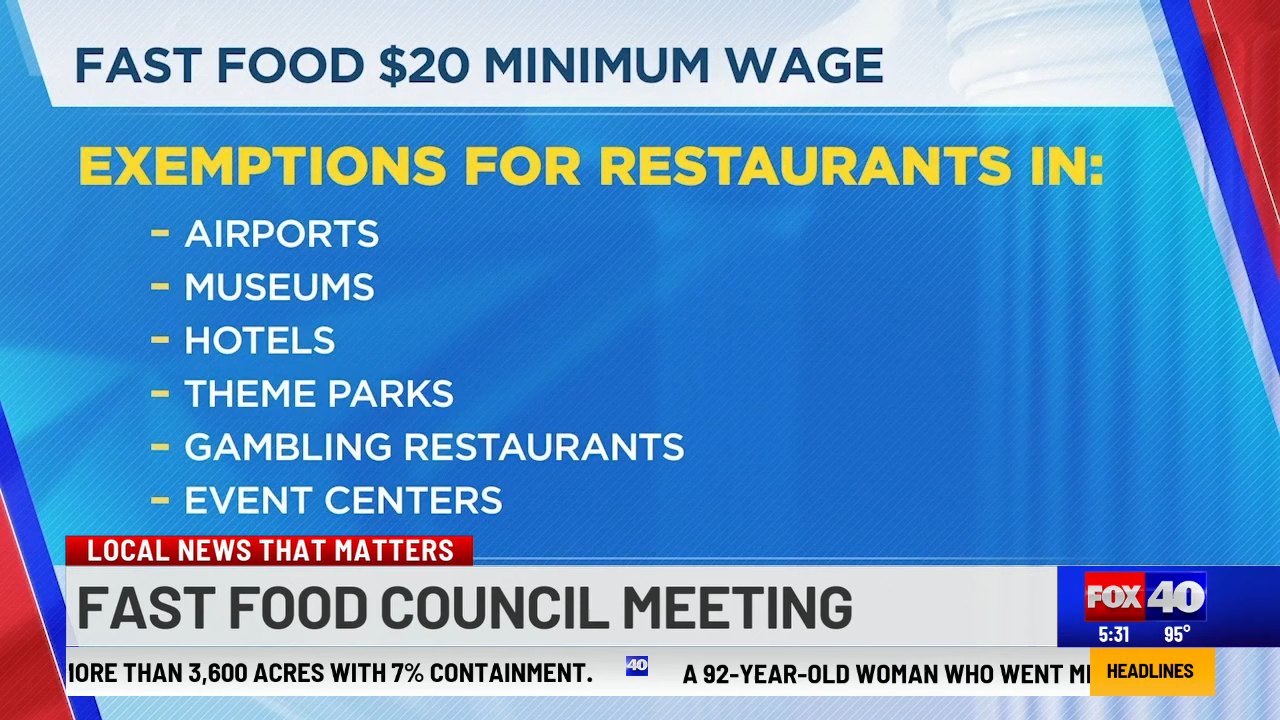 FAST FOOD $20 MINIMUM WAGE
EXEMPTIONS FOR RESTAURANTS IN:
- AIRPORTS
- MUSEUMS
- HOTELS
- THEME PARKS
- GAMBLING RESTAURANTS
- EVENT CENTERS
LOCAL NEWS THAT MATTERS
FAST FOOD COUNCIL MEETING
FOX 40
5:31 95°
THAN 3,600 ACRES WITH 7% CONTAINMENT. 40 A 92-YEAR-OLD WOMAN WHO WENT
HEADLINES